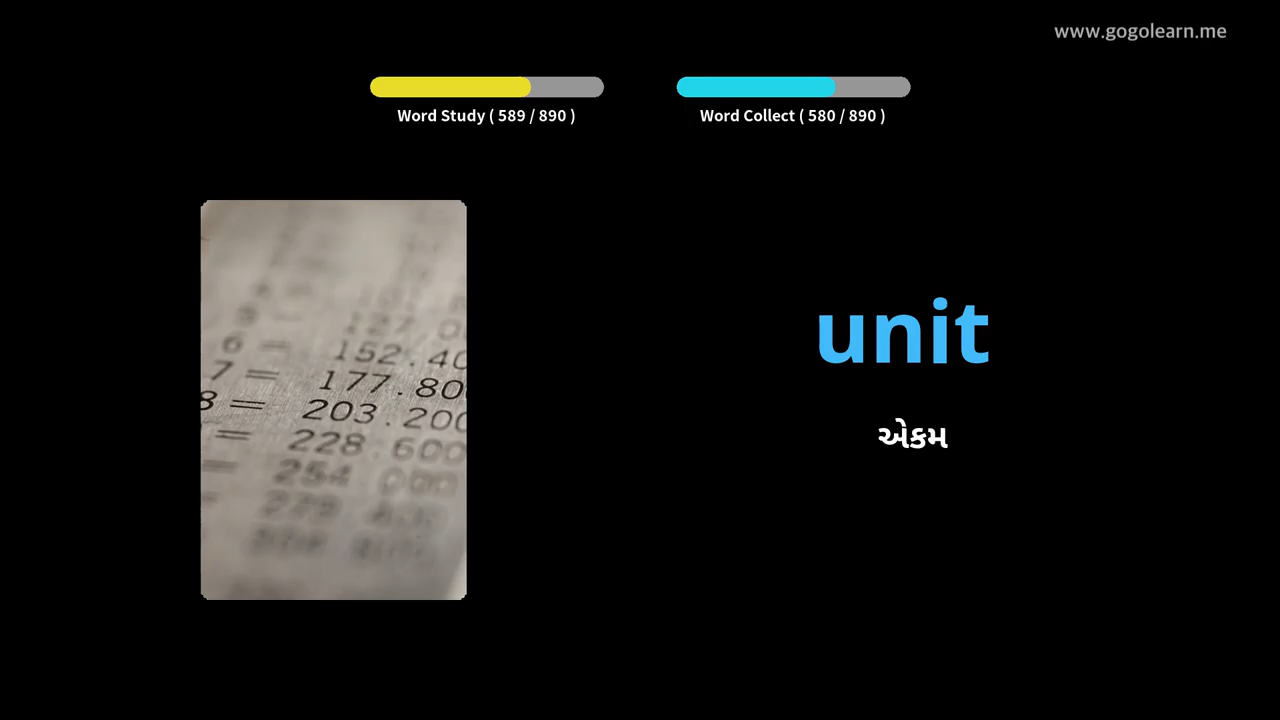 www.gogolearn.me
Word Study ( 589 / 890 )
Word Collect ( 580 / 890 )
6 = 152.40
7 = 177.80
8 = 203.200
= 228.600
= 254
unit
એકમ